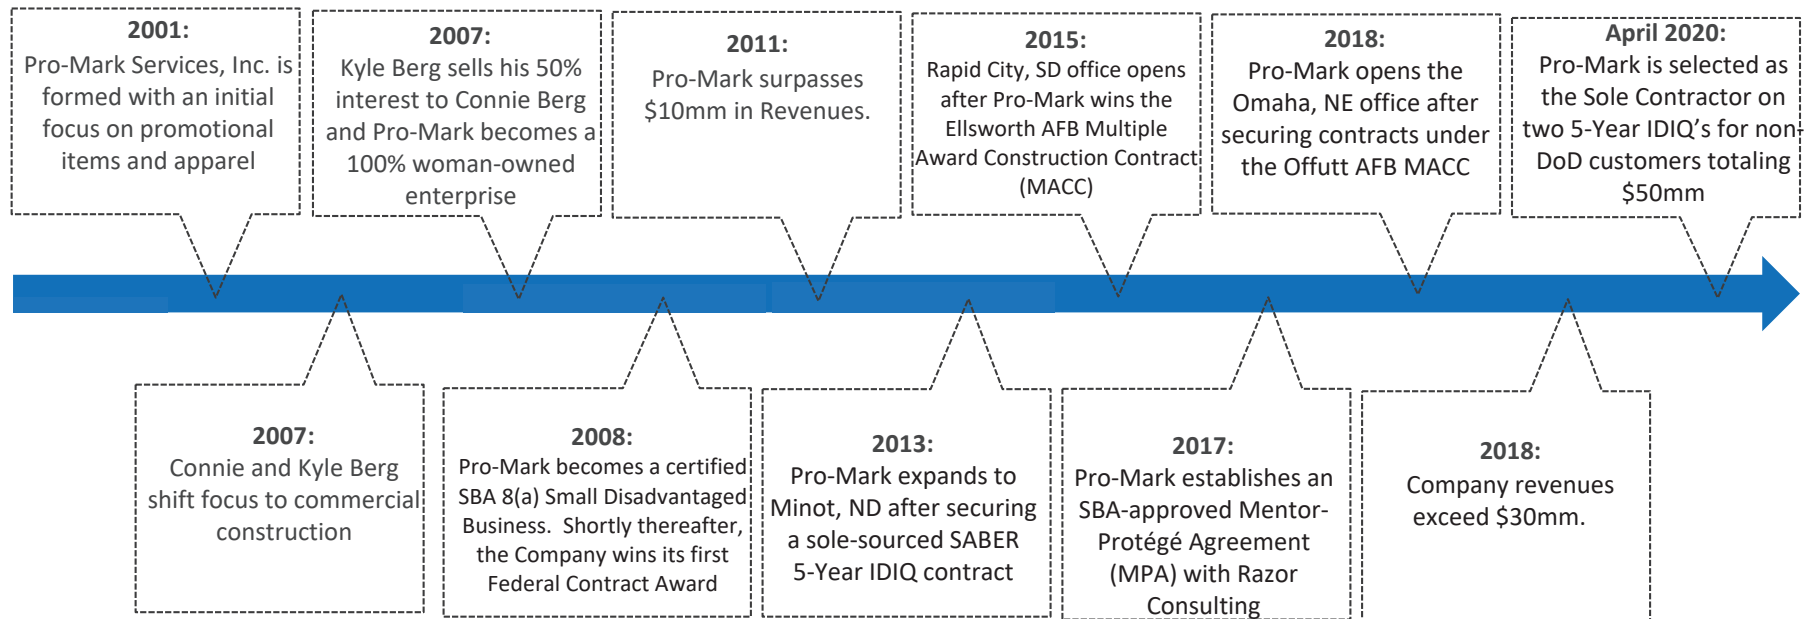 2001:
Pro-Mark Services, Inc. is
formed with an initial
focus on promotional
items and apparel
2007:
Kyle Berg sells his 50%
interest to Connie Berg
and Pro-Mark becomes a
100% woman-owned
enterprise
2011:
Pro-Mark surpasses
$10mm in Revenues.
2015:
Rapid City, SD office opens
after Pro-Mark wins the
Ellsworth AFB Multiple
Award Construction Contract
(MACC)
2018:
Pro-Mark opens the
Omaha, NE office after
securing contracts under
the Offutt AFB MACC
April 2020:
Pro-Mark is selected as
the Sole Contractor on
two 5-Year IDIQ's for non-
DoD customers totaling
$50mm
2007:
Connie and Kyle Berg
shift focus to commercial
construction
2008:
Pro-Mark becomes a certified
SBA 8(a) Small Disadvantaged
Business.  Shortly thereafter,
the Company wins its first
Federal Contract Award
2013:
Pro-Mark expands to
Minot, ND after securing
a sole-sourced SABER
5-Year IDIQ contract
2017:
Pro-Mark establishes an
SBA-approved Mentor-
Protégé Agreement
(MPA) with Razor
Consulting
2018:
Company revenues
exceed $30mm.